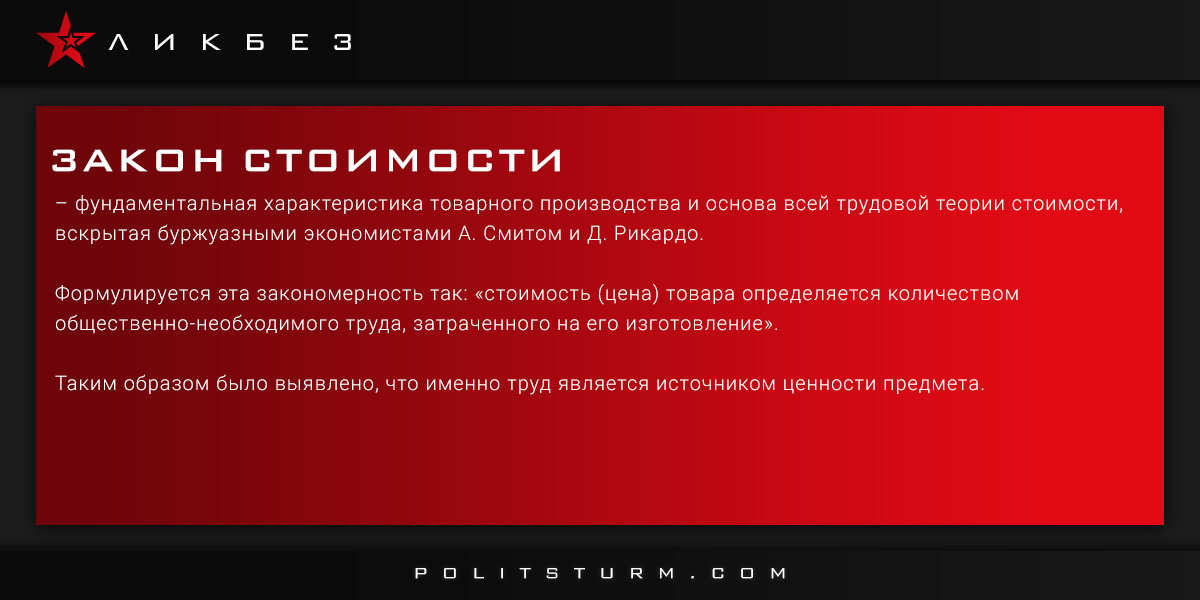 ЛИКБЕЗ
ЗАКОН СТОИМОСТИ
– фундаментальная характеристика товарного производства и основа всей трудовой теории стоимости,
вскрытая буржуазными экономистами А. Смитом и Д. Рикардо.
Формулируется эта закономерность так: «стоимость (цена) товара определяется количеством
общественно-необходимого труда, затраченного на его изготовление».
Таким образом было выявлено, что именно труд является источником ценности предмета.
POLITSTURM.COM